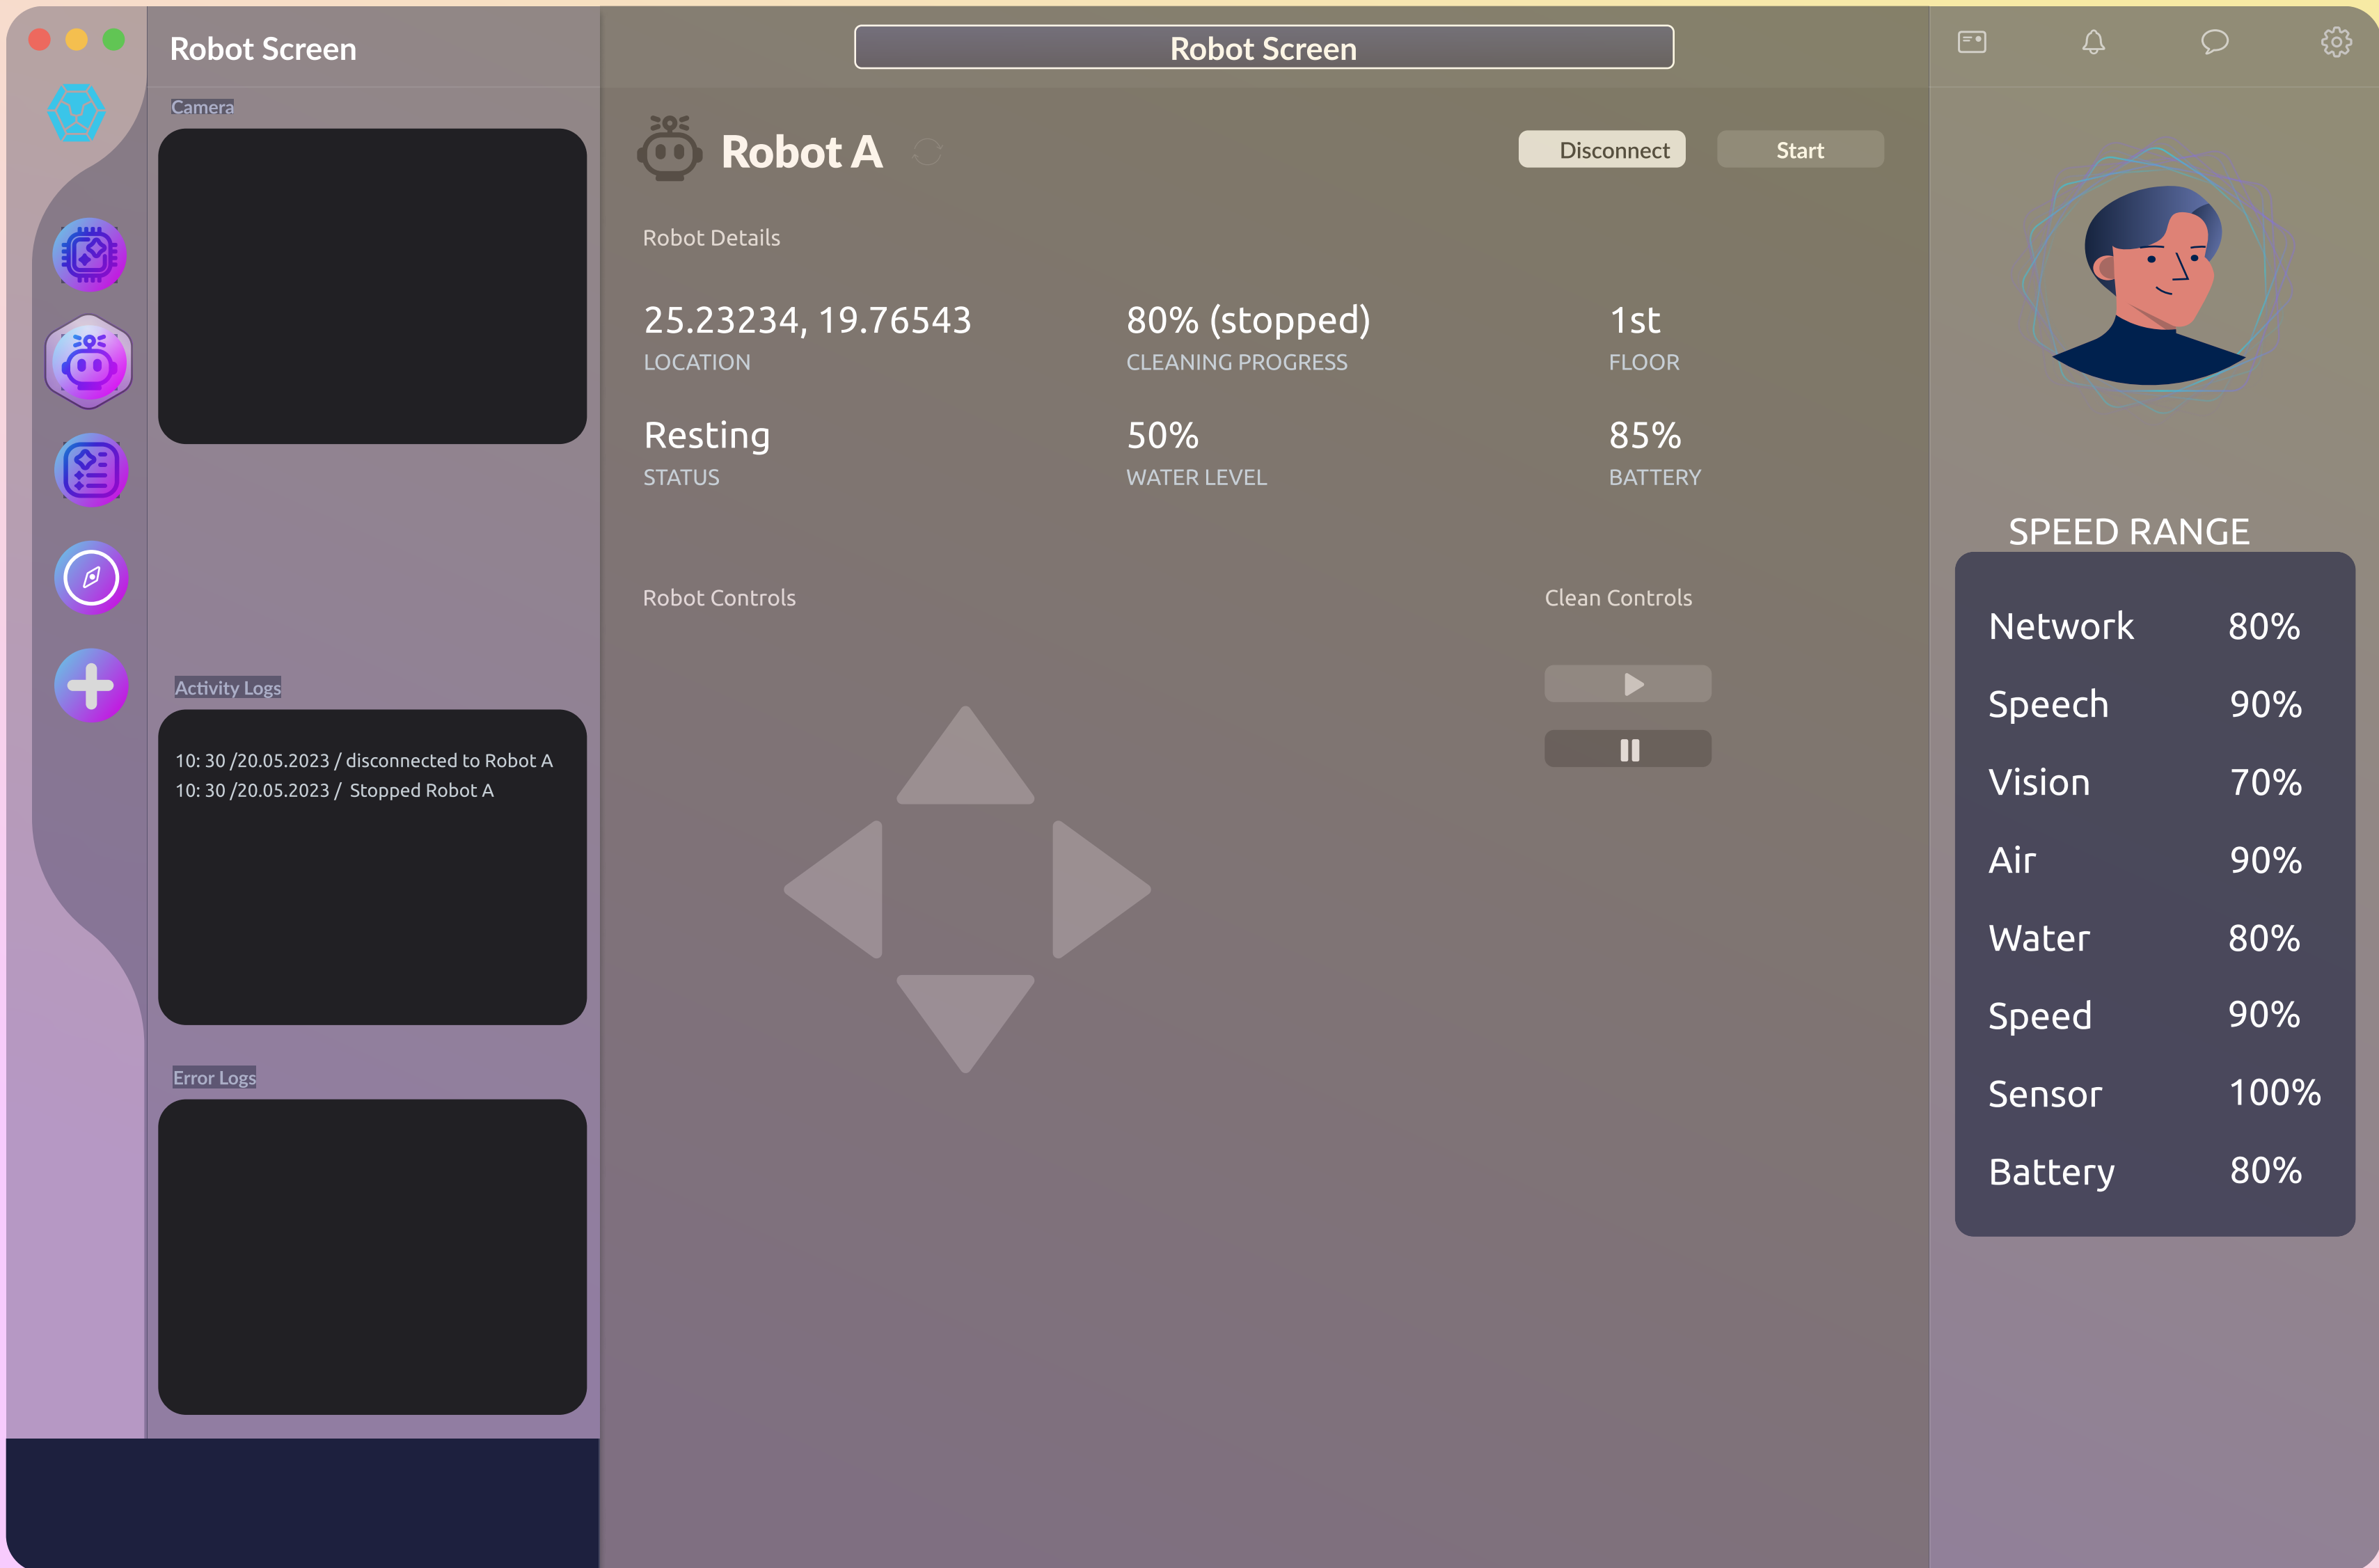 Robot Screen
Camera
Activity Logs
10: 30 /20.05.2023 / disconnected to Robot A
10: 30 /20.05.2023 / Stopped Robot A
Error Logs
Robot Screen
Robot A
Disconnect
Start
Robot Details
25.23234, 19.76543
LOCATION
80% (stopped)
CLEANING PROGRESS
1st
FLOOR
Resting
STATUS
50%
WATER LEVEL
85%
BATTERY
Robot Controls
Clean Controls
SPEED RANGE
Network 80%
Speech 90%
Vision 70%
Air 90%
Water 80%
Speed 90%
Sensor 100%
Battery 80%